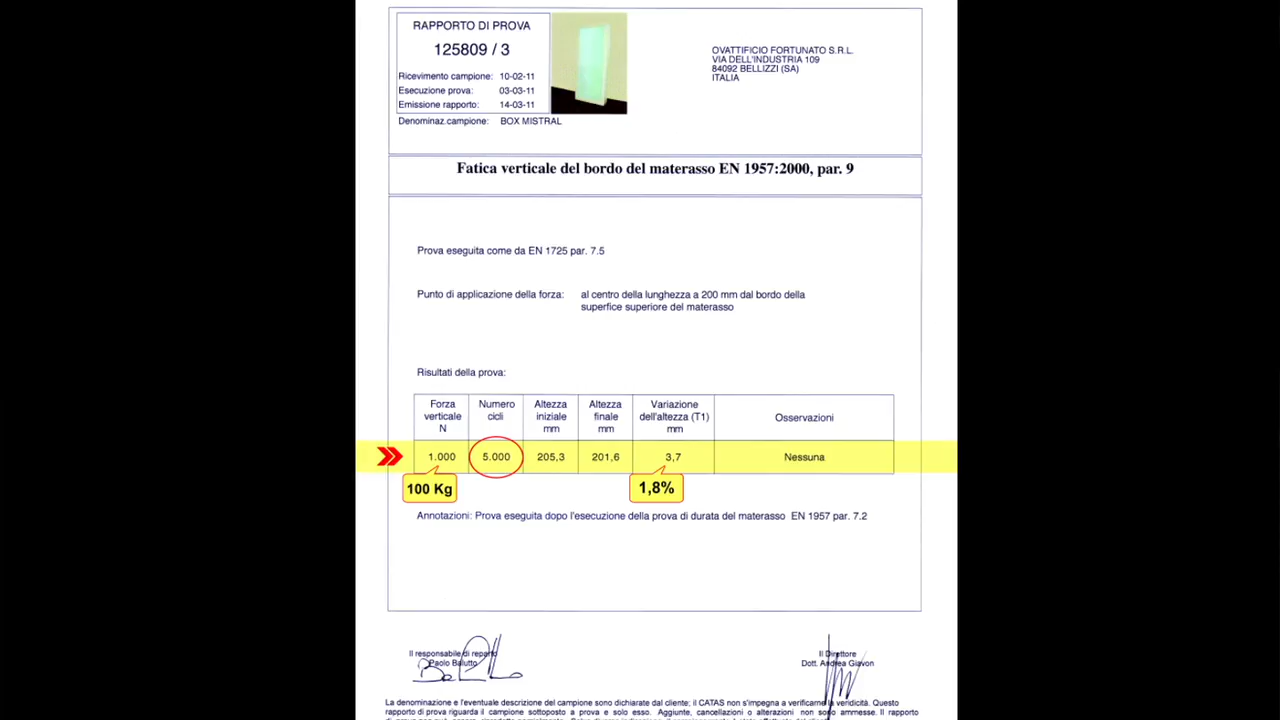 RAPPORTO DI PROVA
125809 / 3
Ricevimento campione: 10-02-11
Esecuzione prova: 03-03-11
Emissione rapporto: 14-03-11
Denominaz.campione: BOX MISTRAL
OVATTIFICIO FORTUNATO S.R.L.
VIA DELL'INDUSTRIA 109
84092 BELLIZZI (SA)
ITALIA
Fatica verticale del bordo del materasso EN 1957:2000, par. 9
Prova eseguita come da EN 1725 par. 7.5
Punto di applicazione della forza: al centro della lunghezza a 200 mm dal bordo della
superfice superiore del materasso
Risultati della prova:
Forza verticale N
Numero cicli
Altezza iniziale mm
Altezza finale mm
Variazione dell'altezza (T1) mm
Osservazioni
1.000 5.000 205,3 201,6 3,7 Nessuna
100 Kg 1,8%
Annotazioni: Prova eseguita dopo l'esecuzione della prova di durata del materasso EN 1957 par. 7.2
Il responsabile di reparto
Paolo Balutto
Il Direttore
Dott. Andrea Giavon
La denominazione e l'eventuale descrizione del campione sono dichiarate dal cliente; il CATAS non s'impegna a verificarne la veridicità. Questo
rapporto di prova riguarda il campione sottoposto a prova e solo esso. Aggiunte, cancellazioni o alterazioni non sono ammesse. Il rapporto